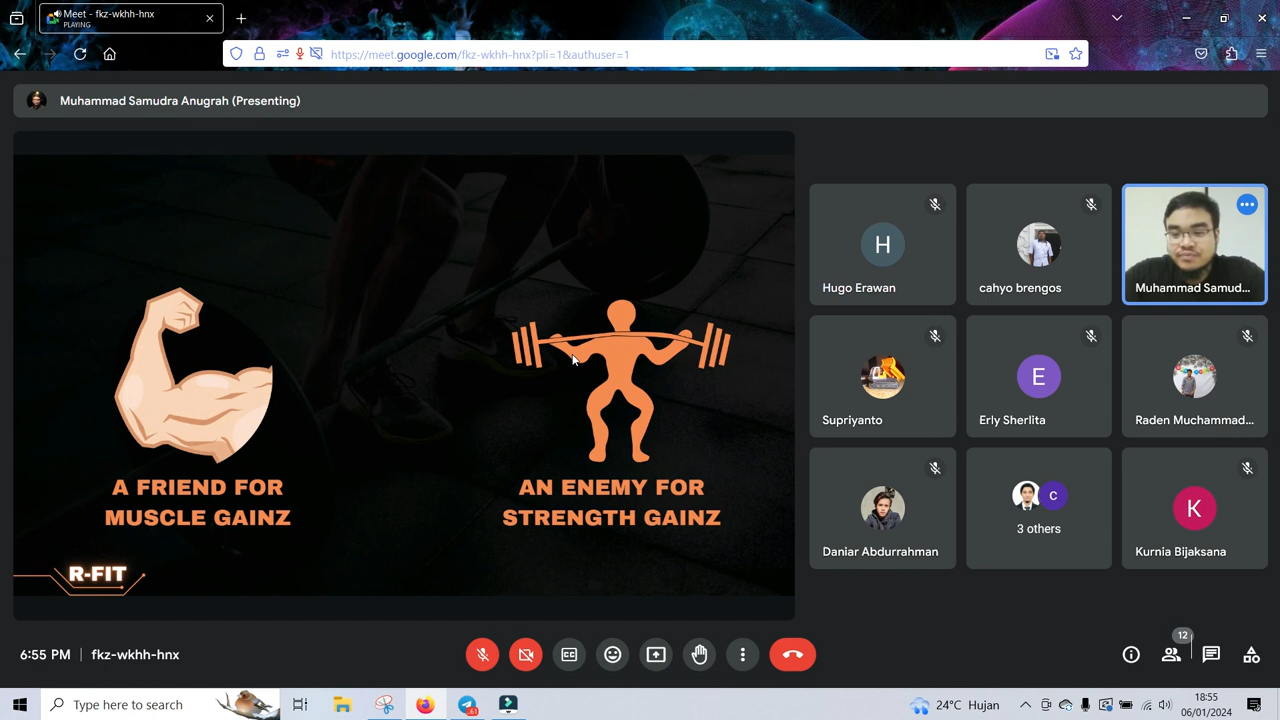 Meet - fkz-wkhh-hnx
PLAYING
https://meet.google.com/fkz-wkhh-hnx?pli=1&authuser=1
Muhammad Samudra Anugrah (Presenting)
A FRIEND FOR
MUSCLE GAINZ
AN ENEMY FOR
STRENGTH GAINZ
R-FIT
H
Hugo Erawan
cahyo brengos
Muhammad Samud...
Supriyanto
E
Erly Sherlita
Raden Muchammad...
Daniar Abdurrahman
c
3 others
K
Kurnia Bijaksana
6:55 PM | fkz-wkhh-hnx
12
Type here to search
61
24°C Hujan
18:55
06/01/2024